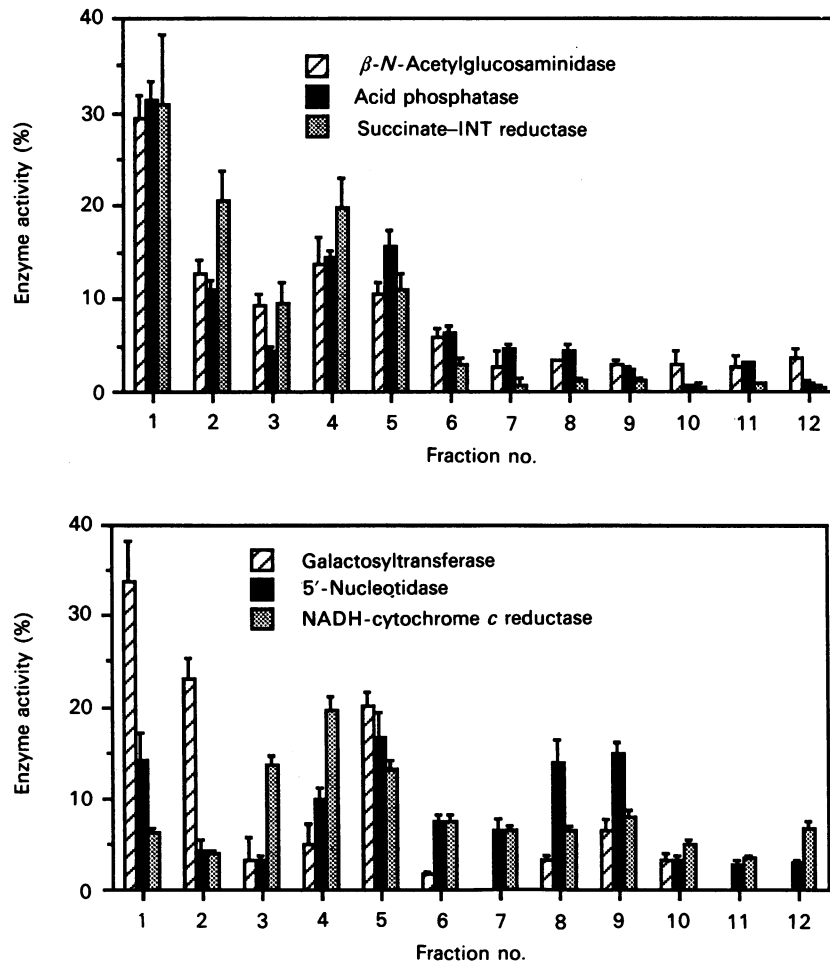 40
30
20
10
0
Enzyme activity (%)
β-N-Acetylglucosaminidase
Acid phosphatase
Succinate–INT reductase
1 2 3 4 5 6 7 8 9 10 11 12
Fraction no.
40
30
20
10
0
Enzyme activity (%)
Galactosyltransferase
5′-Nucleotidase
NADH-cytochrome c reductase
1 2 3 4 5 6 7 8 9 10 11 12
Fraction no.